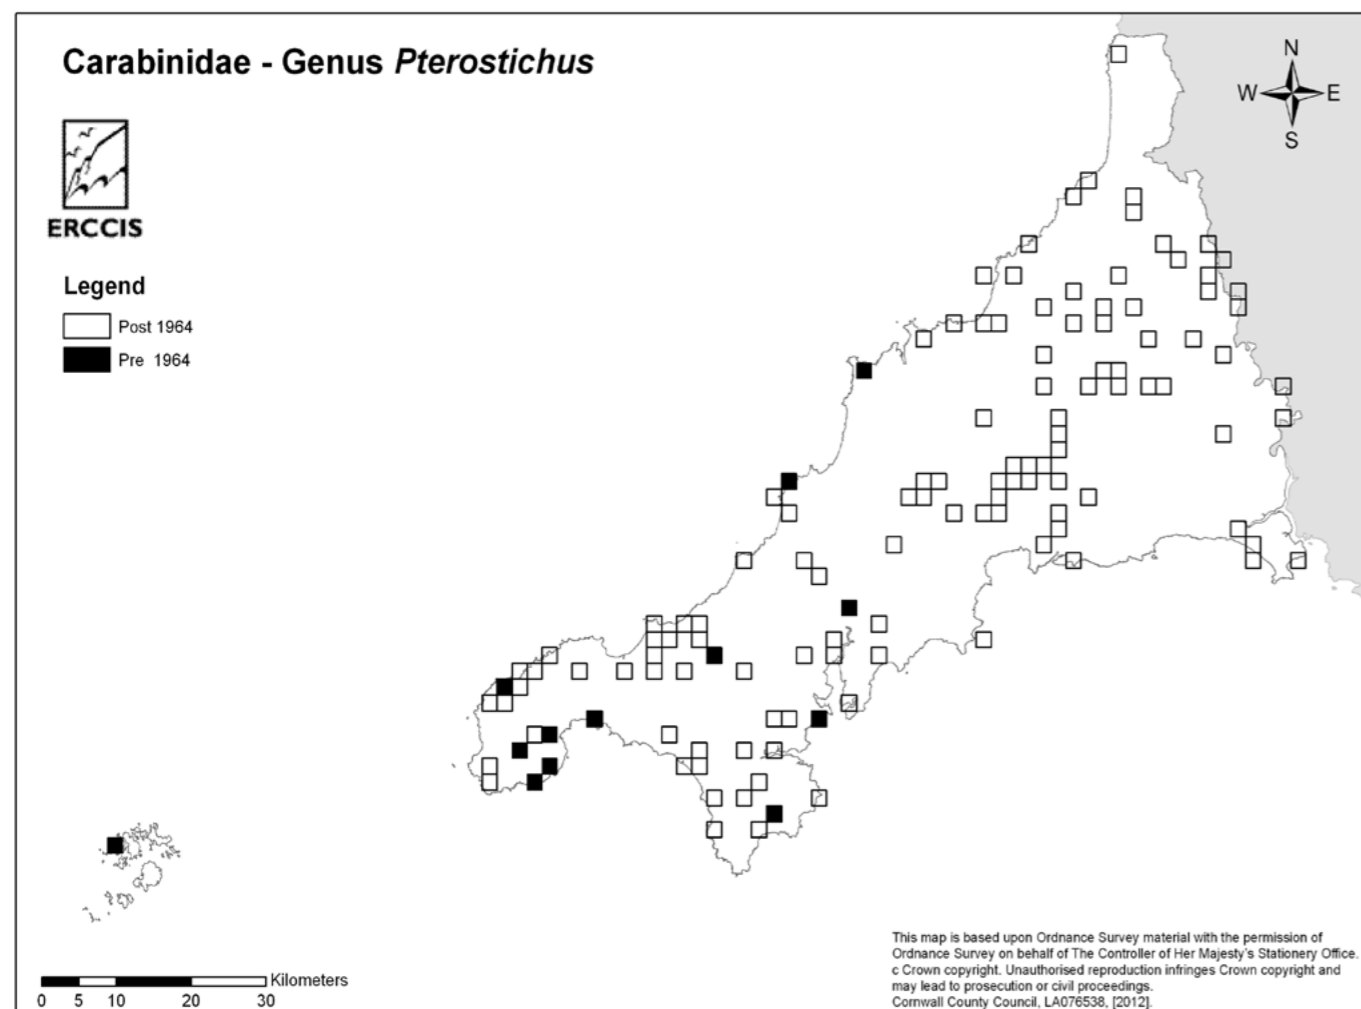 Carabinidae - Genus Pterostichus
N
W E
S
ERCCIS
Legend
Post 1964
Pre 1964
This map is based upon Ordnance Survey material with the permission of
Ordnance Survey on behalf of The Controller of Her Majesty's Stationery Office.
c Crown copyright. Unauthorised reproduction infringes Crown copyright and
may lead to prosecution or civil proceedings.
Cornwall County Council, LA076538, [2012].
Kilometers
0 5 10 20 30